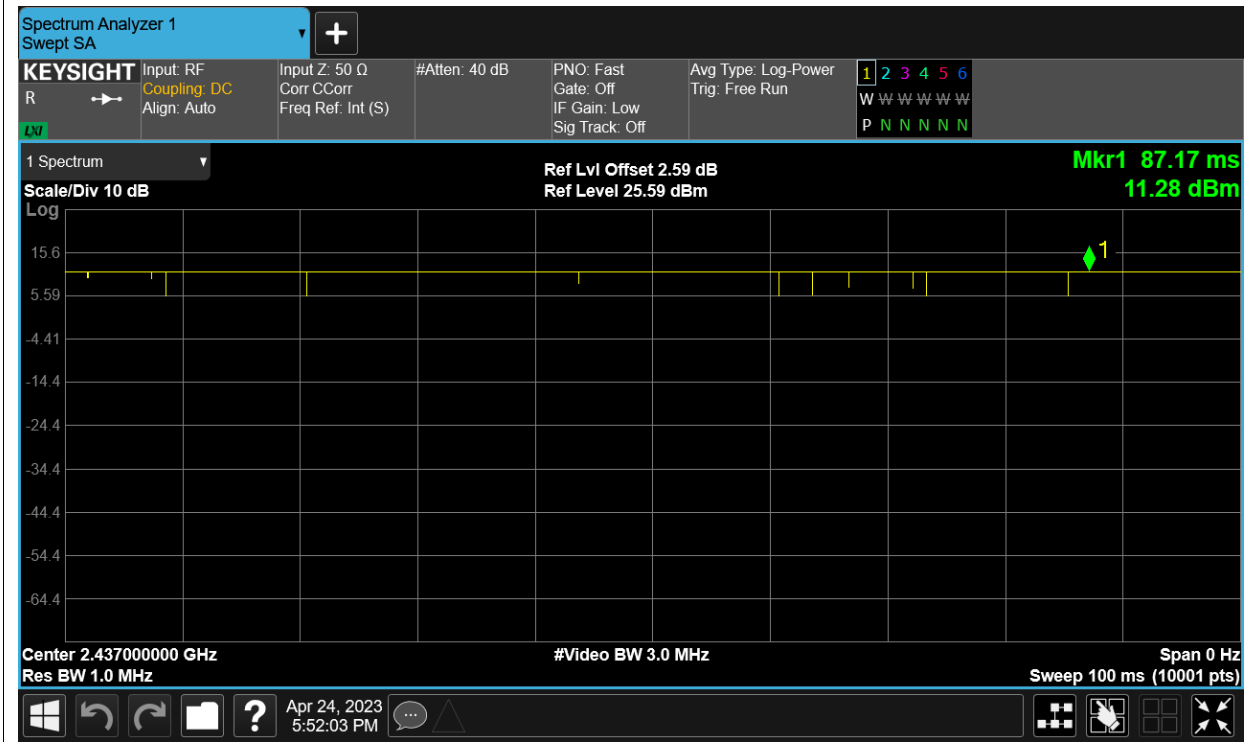 Spectrum Analyzer 1
Swept SA
KEYSIGHT
R
LXI
Input: RF
Coupling: DC
Align: Auto
Input Z: 50 Ω
Corr CCorr
Freq Ref: Int (S)
#Atten: 40 dB
PNO: Fast
Gate: Off
IF Gain: Low
Sig Track: Off
Avg Type: Log-Power
Trig: Free Run
1 2 3 4 5 6
W W W W W W
P N N N N N
1 Spectrum
Scale/Div 10 dB
Ref Lvl Offset 2.59 dB
Ref Level 25.59 dBm
Mkr1 87.17 ms
11.28 dBm
Log
1
15.6
5.59
-4.41
-14.4
-24.4
-34.4
-44.4
-54.4
-64.4
Center 2.437000000 GHz
#Video BW 3.0 MHz
Span 0 Hz
Res BW 1.0 MHz
Sweep 100 ms (10001 pts)
?
Apr 24, 2023
5:52:03 PM